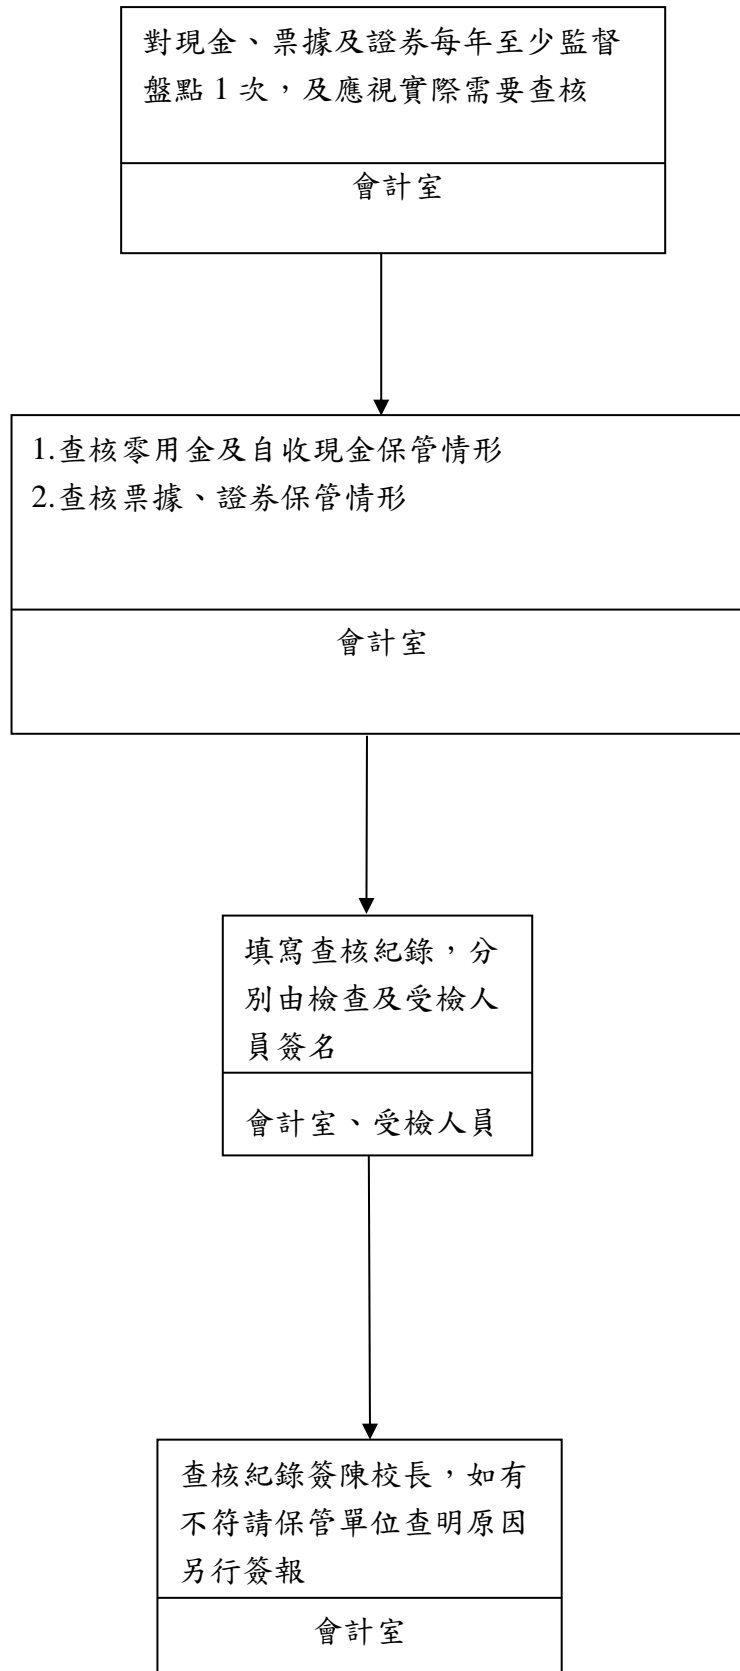 對現金、票據及證券每年至少監督
盤點 1 次，及應視實際需要查核
會計室
1.查核零用金及自收現金保管情形
2.查核票據、證券保管情形
會計室
填寫查核紀錄，分
別由檢查及受檢人
員簽名
會計室、受檢人員
查核紀錄簽陳校長，如有
不符請保管單位查明原因
另行簽報
會計室